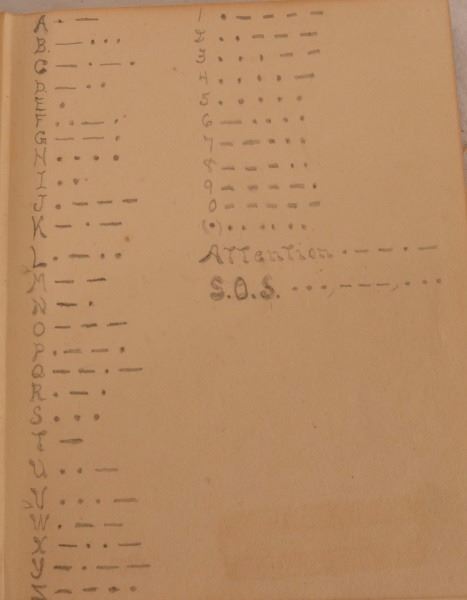 A . —
B — . . .
C — . — .
D — . .
E .
F . . — .
G — — .
H . . . .
I . .
J . — — —
K — . —
L . — . .
M — —
N — .
O — — —
P . — — .
Q — — . —
R . — .
S . . .
T —
U . . —
V . . . —
W . — —
X — . . —
Y — . — —
1 . — — — —
2 . . — — —
3 . . . — —
4 . . . . —
5 . . . . .
6 — . . . .
7 — — . . .
8 — — — . .
9 — — — — .
0 — — — — —
(.) . . . . . .
Attention . — — . —
S.O.S. . . . , — — — , . . .